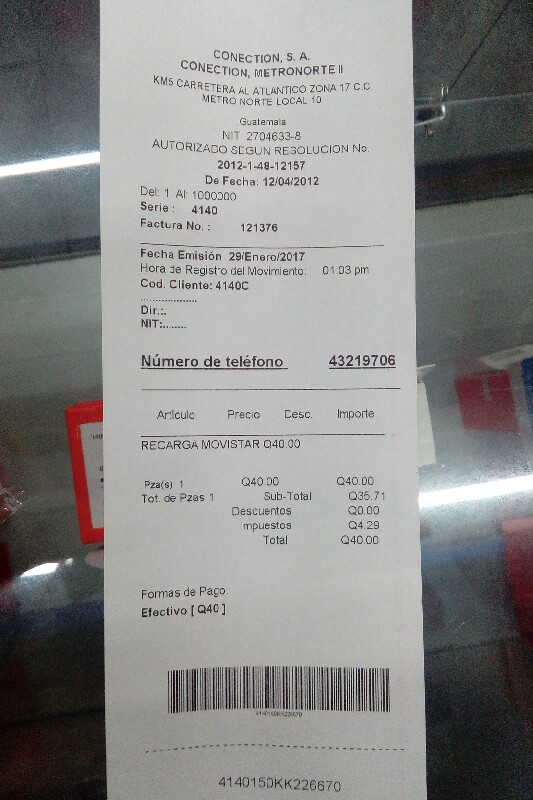 CONECTION, S. A.
CONECTION, METRONORTE II
KM5 CARRETERA AL ATLANTICO ZONA 17 C.C
METRO NORTE LOCAL 10
Guatemala
NIT 2704633-8
AUTORIZADO SEGUN RESOLUCION No.
2012-1-48-12157
De Fecha: 12/04/2012
Del: 1 Al: 1000000
Serie : 4140
Factura No. : 121376
Fecha Emisión 29/Enero/2017
Hora de Registro del Movimiento: 01:03 pm
Cod. Cliente: 4140C
...................
Dir.:.
NIT:........
Número de teléfono 43219706
Artículo Precio Desc. Importe
RECARGA MOVISTAR Q40.00
Pza(s) 1 Q40.00 Q40.00
Tot. de Pzas 1 Sub-Total Q35.71
Descuentos Q0.00
Impuestos Q4.29
Total Q40.00
Formas de Pago:
Efectivo [ Q40 ]
414015DKK226670
414015DKK226670